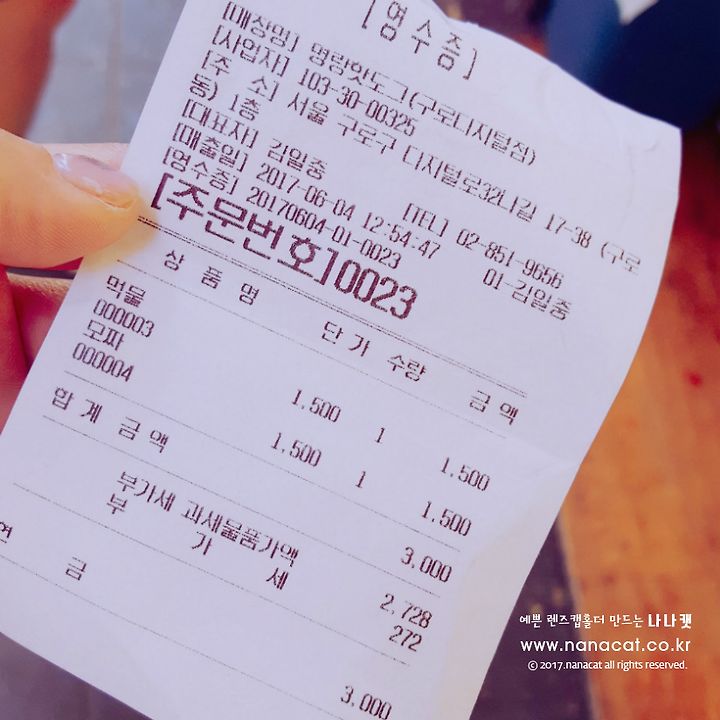 [영수증]
[매장명] 명랑핫도그(구로디지털점)
[사업자] 103-30-00325
[주 소] 서울 구로구 디지털로32나길 17-38 (구로
동) 1층
[대표자] 김일중 [TEL] 02-851-9656
[매출일] 2017-06-04 12:54:47 01-김일중
[영수증] 20170604-01-0023
[주문번호]0023
상 품 명 단 가 수량 금 액
먹물
000003 1,500 1 1,500
모짜
000004 1,500 1 1,500
합 계 금 액 3,000
부가세 과세물품가액 2,728
부 가 세 272
현 금 3,000
예쁜 렌즈캡홀더 만드는 나나캣
www.nanacat.co.kr
© 2017.nanacat all rights reserved.